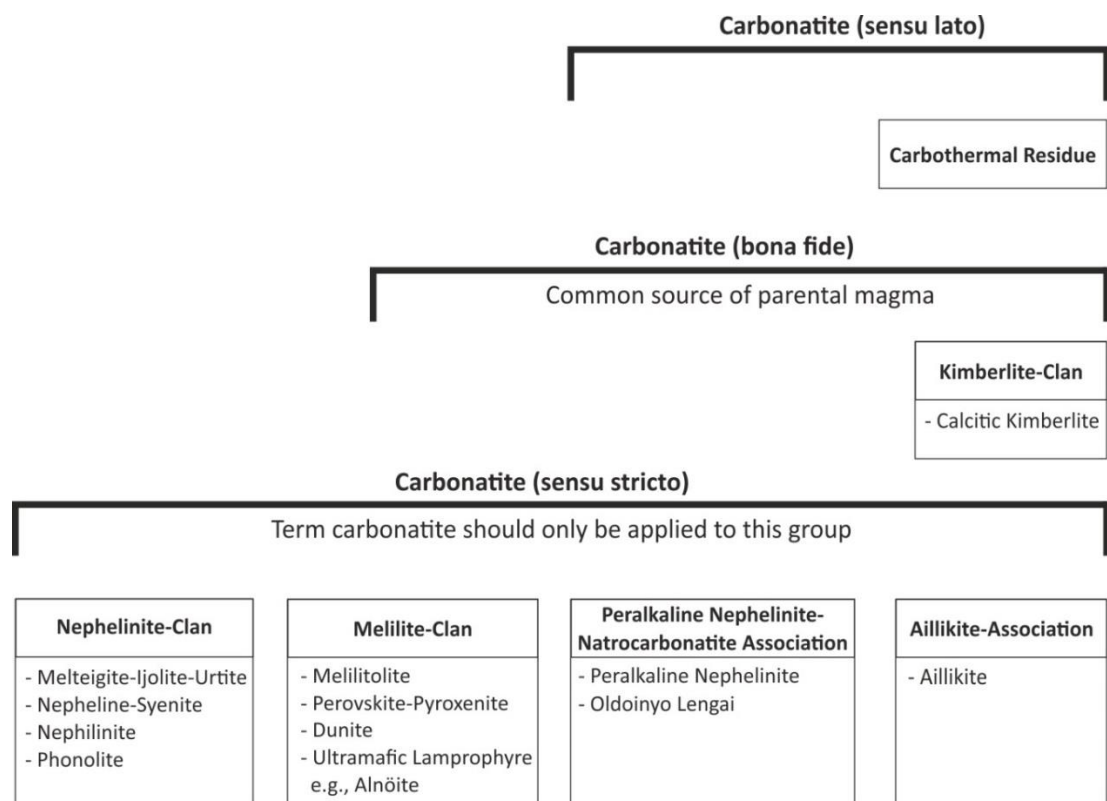 Carbonatite (sensu lato)
Carbothermal Residue
Carbonatite (bona fide)
Common source of parental magma
Kimberlite-Clan
- Calcitic Kimberlite
Carbonatite (sensu stricto)
Term carbonatite should only be applied to this group
Nephelinite-Clan
- Melteigite-Ijolite-Urtite
- Nepheline-Syenite
- Nephilinite
- Phonolite
Melilite-Clan
- Melilitolite
- Perovskite-Pyroxenite
- Dunite
- Ultramafic Lamprophyre
e.g., Alnöite
Peralkaline Nephelinite-
Natrocarbonatite Association
- Peralkaline Nephelinite
- Oldoinyo Lengai
Aillikite-Association
- Aillikite